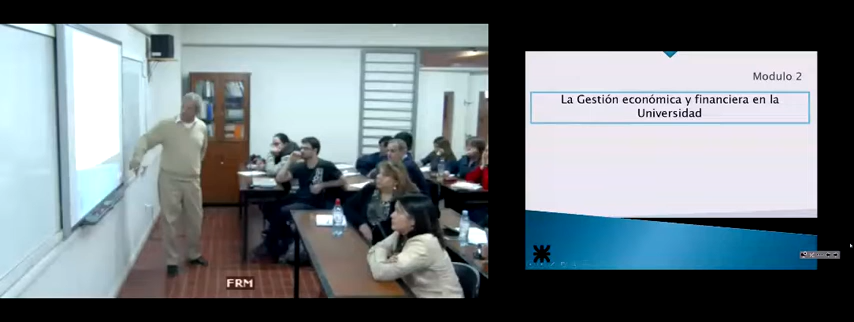 FRM
Modulo 2
La Gestión económica y financiera en la
Universidad